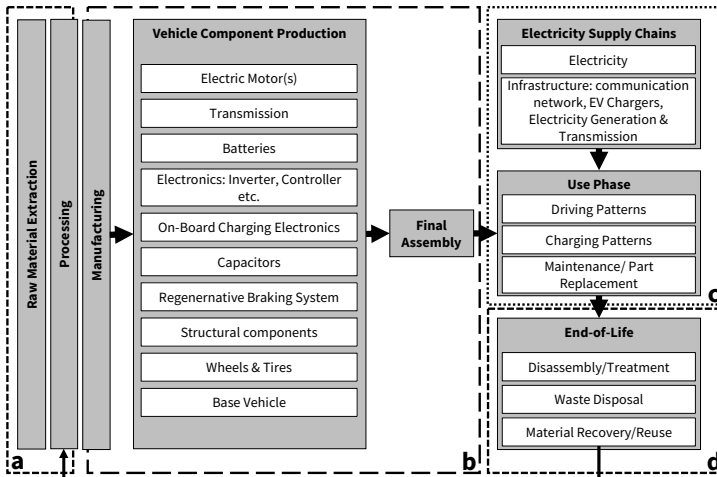 Raw Material Extraction
Processing
Manufacturing
a
Vehicle Component Production
Electric Motor(s)
Transmission
Batteries
Electronics: Inverter, Controller
etc.
On-Board Charging Electronics
Capacitors
Regenernative Braking System
Structural components
Wheels & Tires
Base Vehicle
Final
Assembly
b
Electricity Supply Chains
Electricity
Infrastructure: communication
network, EV Chargers,
Electricity Generation &
Transmission
Use Phase
Driving Patterns
Charging Patterns
Maintenance/ Part
Replacement
c
End-of-Life
Disassembly/Treatment
Waste Disposal
Material Recovery/Reuse
d